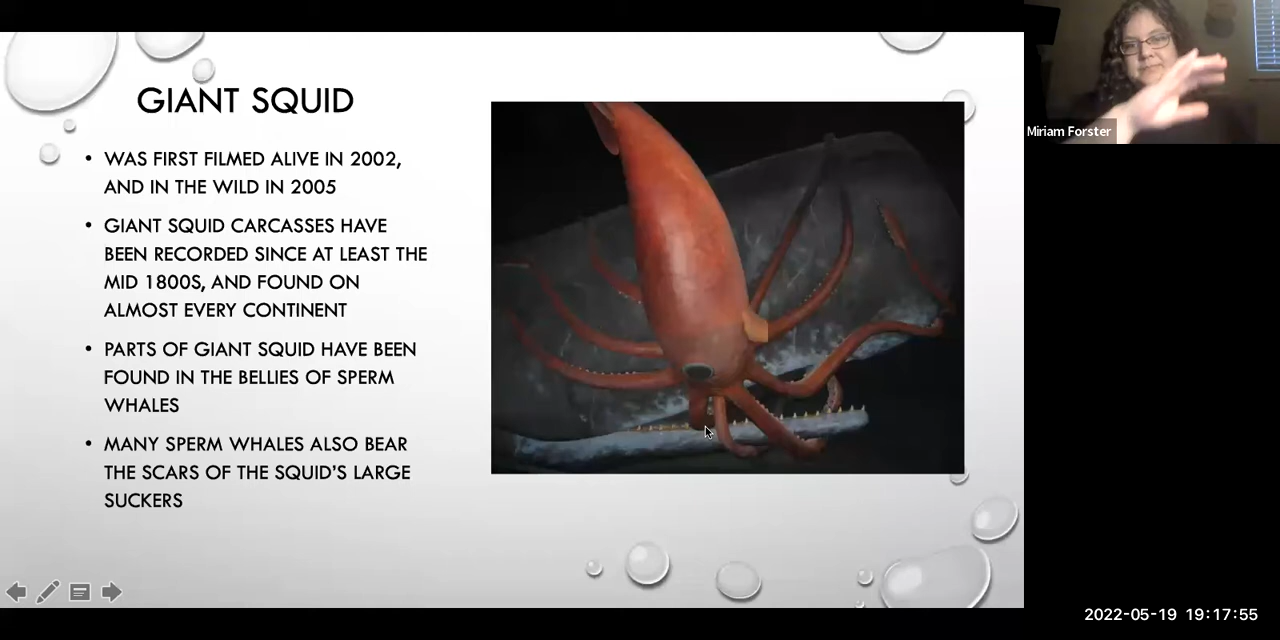 GIANT SQUID
• WAS FIRST FILMED ALIVE IN 2002,
AND IN THE WILD IN 2005
• GIANT SQUID CARCASSES HAVE
BEEN RECORDED SINCE AT LEAST THE
MID 1800S, AND FOUND ON
ALMOST EVERY CONTINENT
• PARTS OF GIANT SQUID HAVE BEEN
FOUND IN THE BELLIES OF SPERM
WHALES
• MANY SPERM WHALES ALSO BEAR
THE SCARS OF THE SQUID'S LARGE
SUCKERS
Miriam Forster
2022-05-19 19:17:55